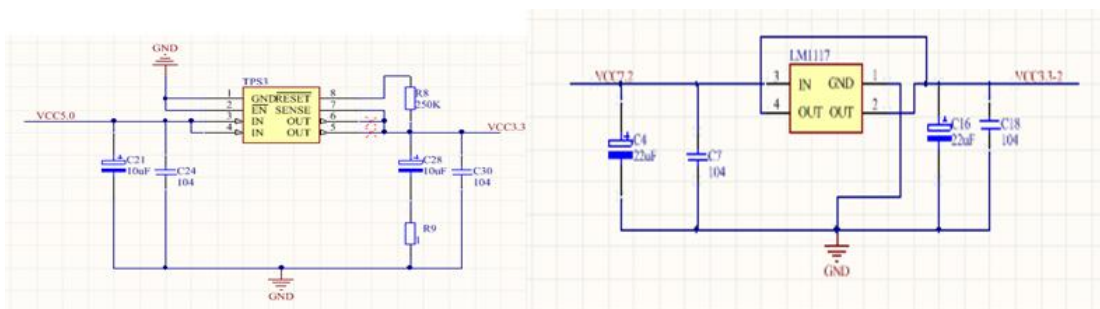 GND
TPS3
1 GND RESET 8
2 EN SENSE 7
3 IN OUT 6
4 IN OUT 5
R8
250K
VCC5.0
VCC3.3
C21
10uF
C24
104
C28
10uF
C30
104
R9
1
GND
LM1117
VCC7.2
3 IN GND 1
4 OUT OUT 2
VCC3.3-2
C4
22uF
C7
104
C16
22uF
C18
104
GND